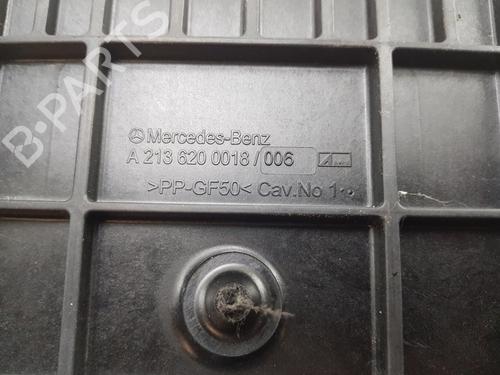 B-PARTS
Mercedes-Benz
A 213 620 0018 / 006
>PP-GF50< Cav.No 1